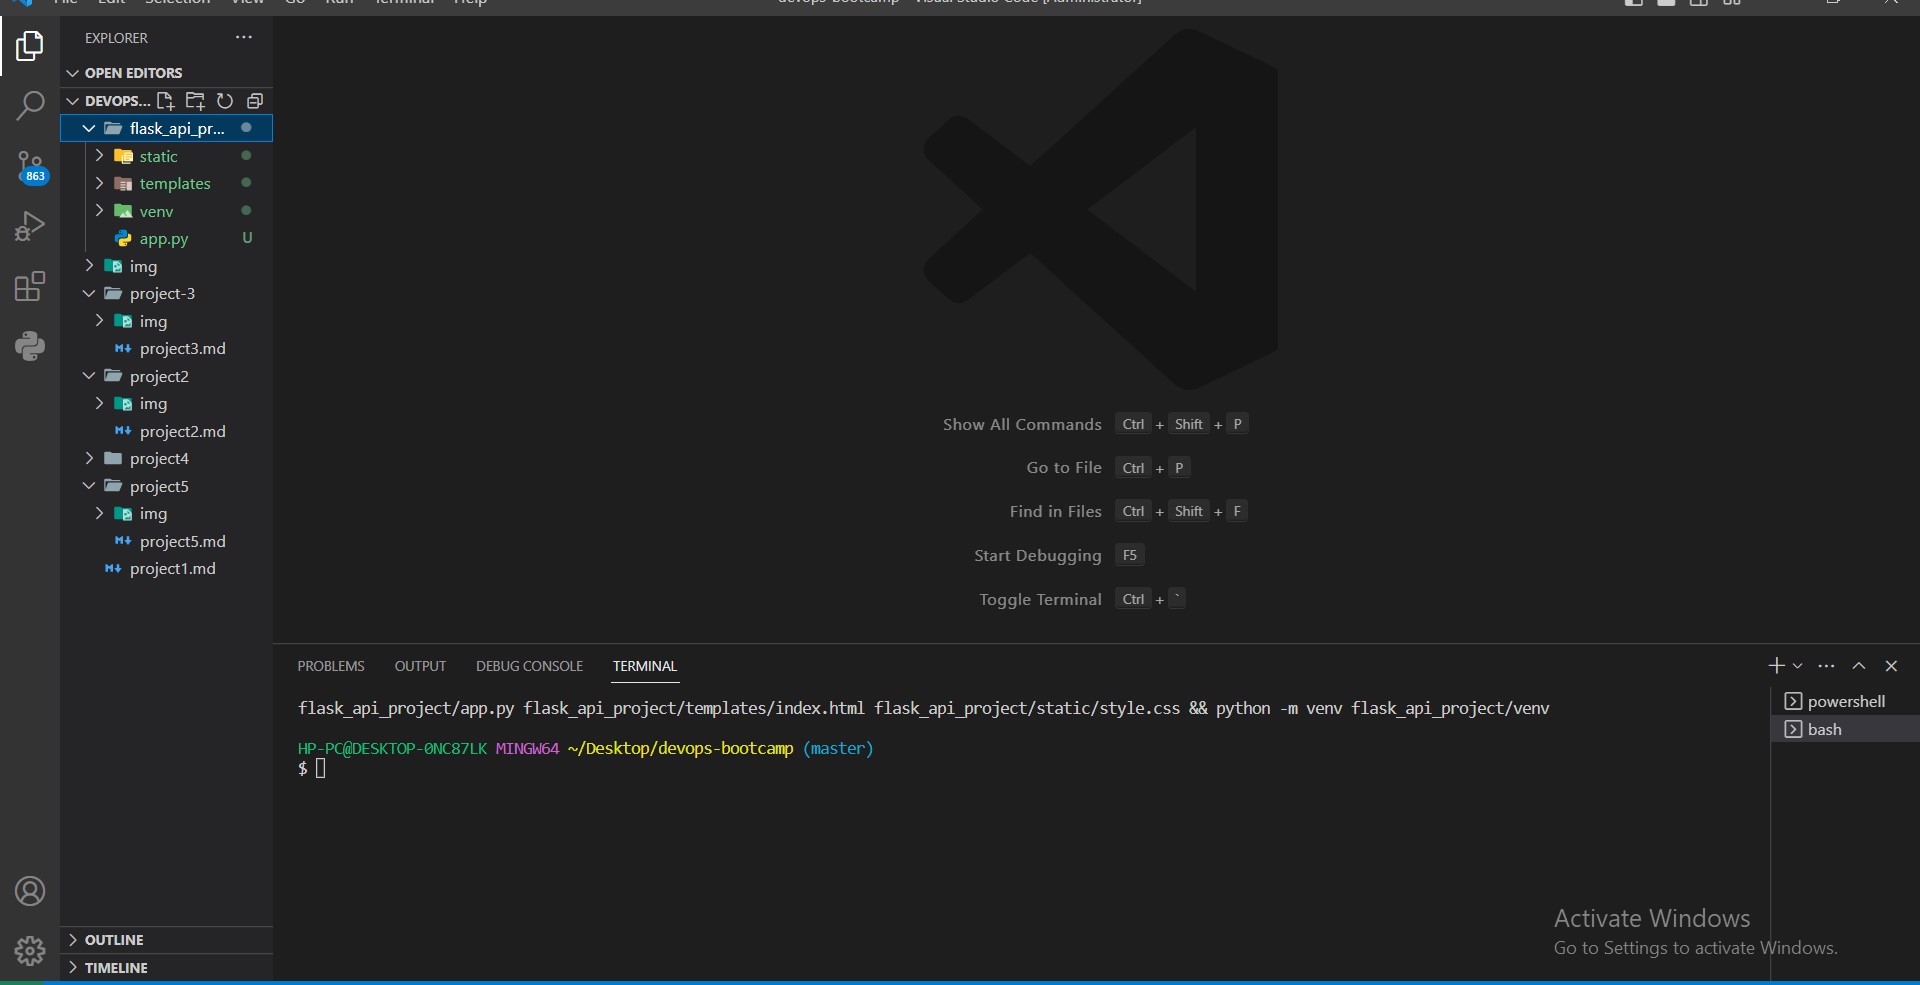 File Edit Selection View Go Run Terminal Help
devops-bootcamp - Visual Studio Code [Administrator]
EXPLORER
OPEN EDITORS
DEVOPS...
flask_api_pr...
static
templates
venv
app.py U
img
project-3
img
project3.md
project2
img
project2.md
project4
project5
img
project5.md
project1.md
OUTLINE
TIMELINE
863
Show All Commands Ctrl + Shift + P
Go to File Ctrl + P
Find in Files Ctrl + Shift + F
Start Debugging F5
Toggle Terminal Ctrl + `
PROBLEMS OUTPUT DEBUG CONSOLE TERMINAL
flask_api_project/app.py flask_api_project/templates/index.html flask_api_project/static/style.css && python -m venv flask_api_project/venv
HP-PC@DESKTOP-0NC87LK MINGW64 ~/Desktop/devops-bootcamp (master)
$
powershell
bash
Activate Windows
Go to Settings to activate Windows.